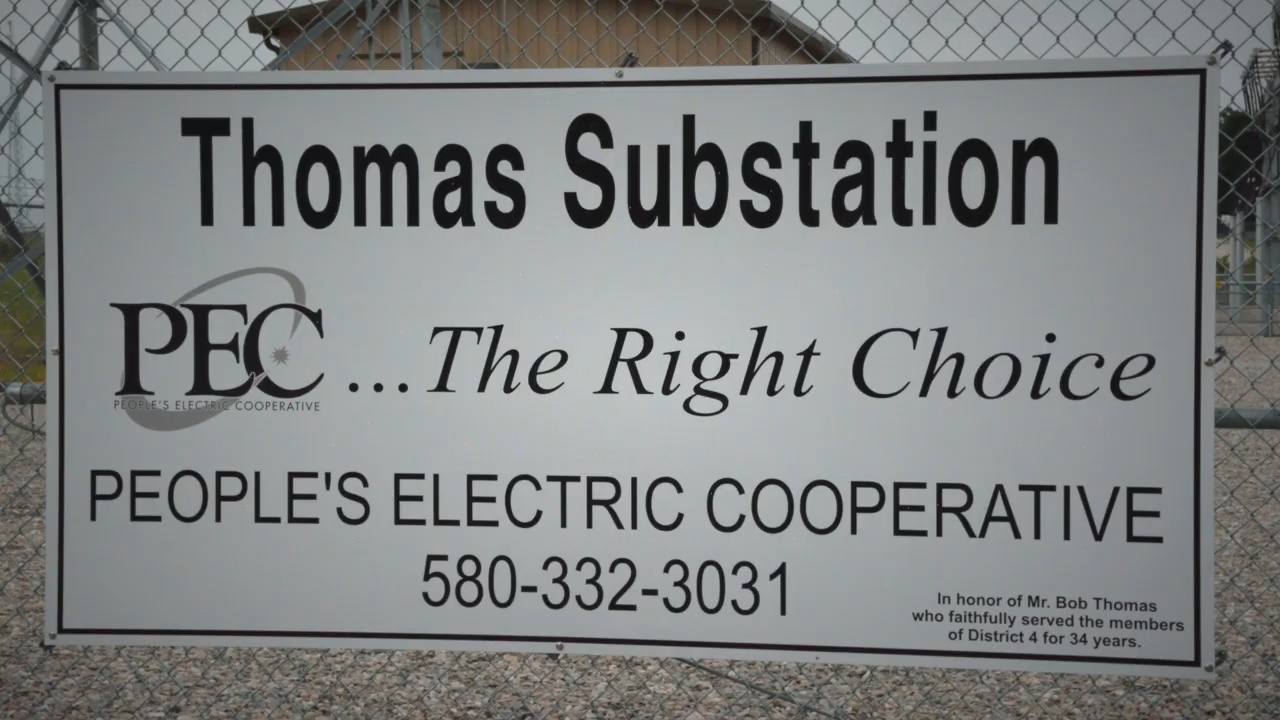 Thomas Substation
PEC ...The Right Choice
PEOPLE'S ELECTRIC COOPERATIVE
PEOPLE'S ELECTRIC COOPERATIVE
580-332-3031
In honor of Mr. Bob Thomas
who faithfully served the members
of District 4 for 34 years.